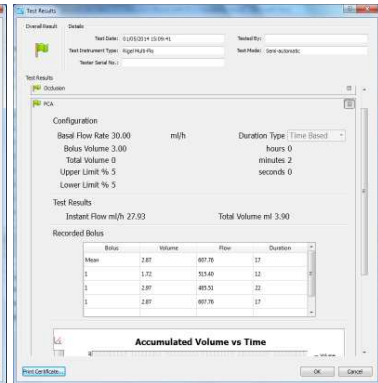 Test Results
Overall Result Details
Test Date: 01/05/2014 15:09:41 Tested By:
Test Instrument Type: Rigel Multi-Flo Test Mode: Semi-automatic
Tester Serial No.:
Test Results
Occlusion
PCA
Configuration
Basal Flow Rate 30.00 ml/h Duration Type Time Based
Bolus Volume 3.00 hours 0
Total Volume 0 minutes 2
Upper Limit % 5 seconds 0
Lower Limit % 5
Test Results
Instant Flow ml/h 27.93 Total Volume ml 3.90
Recorded Bolus
Bolus Volume Flow Duration
Mean 2.87 607.76 17
1 1.72 515.60 12
1 2.97 485.51 22
1 2.87 607.76 17
Accumulated Volume vs Time
Print Certificate... OK Cancel